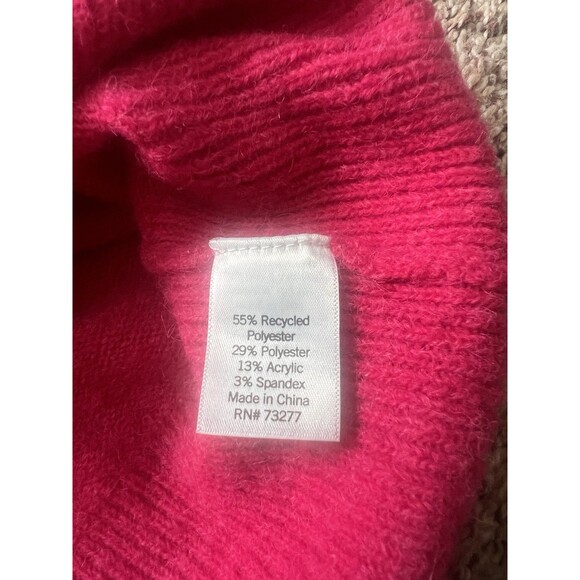 55% Recycled
Polyester
29% Polyester
13% Acrylic
3% Spandex
Made in China
RN# 73277